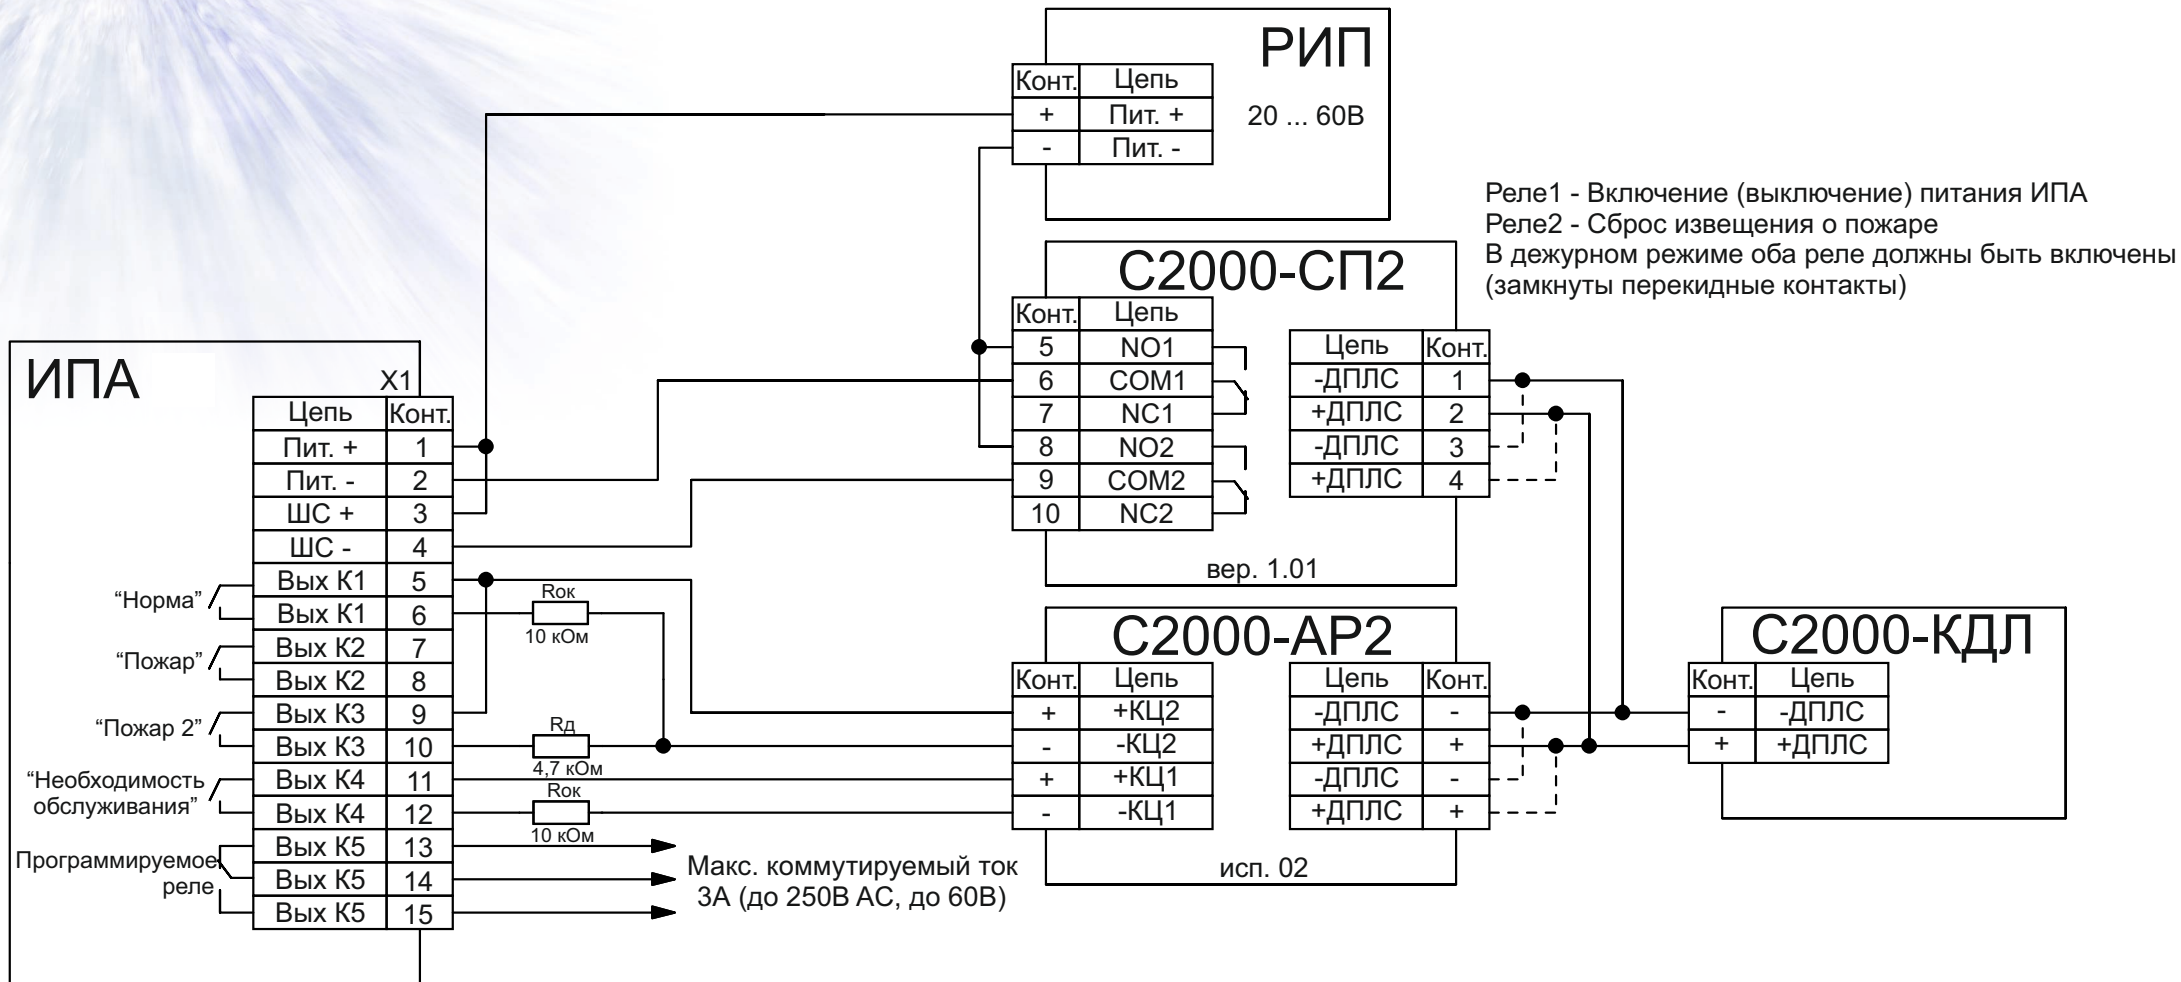 РИП
Конт. Цепь
+ Пит. + 20 ... 60В
- Пит. -
Реле1 - Включение (выключение) питания ИПА
Реле2 - Сброс извещения о пожаре
В дежурном режиме оба реле должны быть включены
(замкнуты перекидные контакты)
С2000-СП2
Конт. Цепь
5 NO1
6 COM1
7 NC1
8 NO2
9 COM2
10 NC2
Цепь Конт.
-ДПЛС 1
+ДПЛС 2
-ДПЛС 3
+ДПЛС 4
вер. 1.01
ИПА
X1
Цепь Конт.
Пит. + 1
Пит. - 2
ШС + 3
ШС - 4
Вых К1 5
“Норма”
Вых К1 6
Вых К2 7
“Пожар”
Вых К2 8
Вых К3 9
“Пожар 2”
Вых К3 10
“Необходимость
обслуживания”
Вых К4 11
Вых К4 12
Программируемое
реле
Вых К5 13
Вых К5 14
Вых К5 15
Rок
10 кОм
Rд
4,7 кОм
Rок
10 кОм
Макс. коммутируемый ток
3А (до 250В АС, до 60В)
С2000-АР2
Конт. Цепь
+ +КЦ2
- -КЦ2
+ +КЦ1
- -КЦ1
Цепь Конт.
-ДПЛС -
+ДПЛС +
-ДПЛС -
+ДПЛС +
исп. 02
С2000-КДЛ
Конт. Цепь
- -ДПЛС
+ +ДПЛС